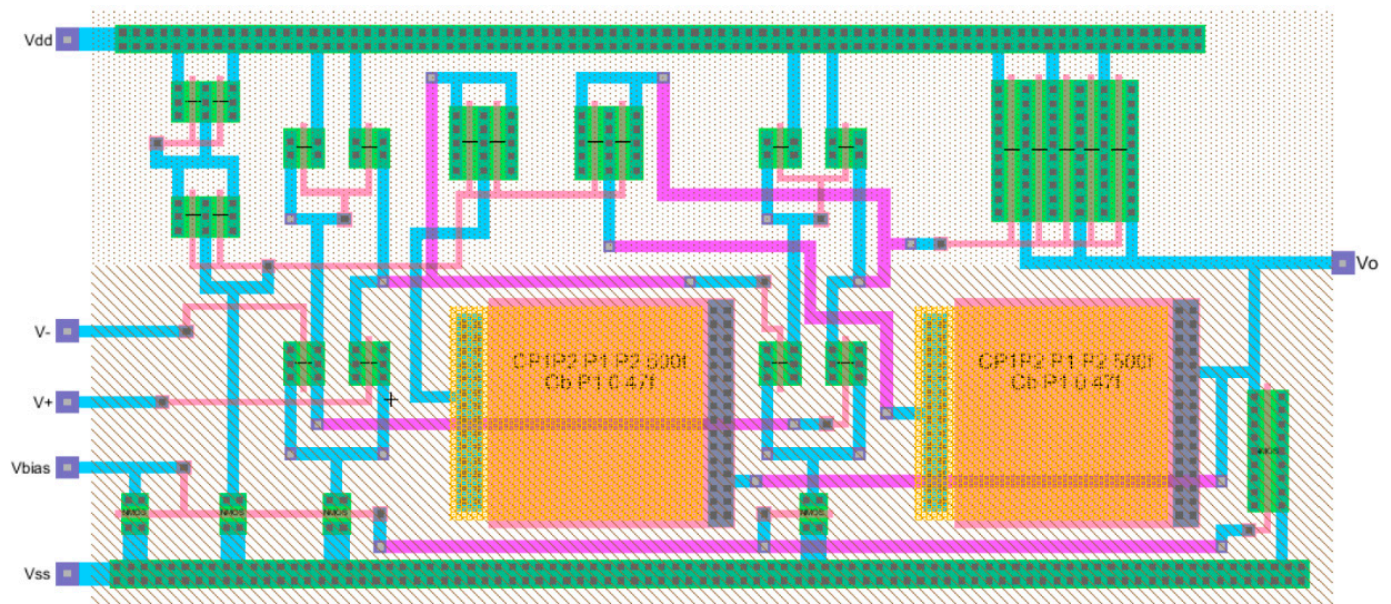 Vdd
Vo
V-
CP1P2 P1 P2 500f
Cb P1 0 47f
CP1P2 P1 P2 500f
Cb P1 0 47f
V+
Vbias
NMOS
NMOS
NMOS
NMOS
NMOS
Vss